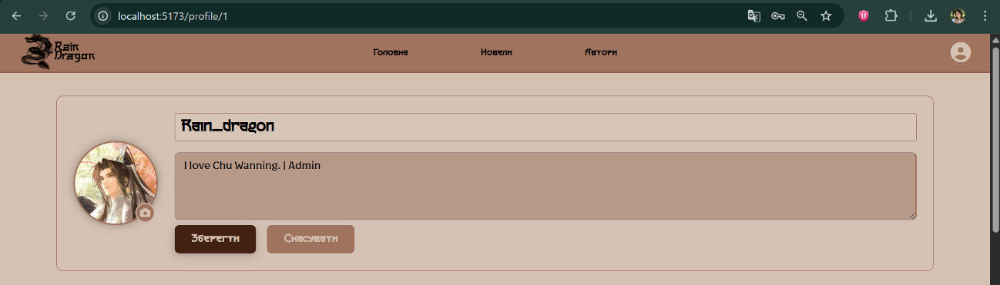 localhost:5173/profile/1
Rain
Dragon
Головна
Новели
Автори
Rain_dragon
I love Chu Wanning. | Admin
Зберегти
Скасувати